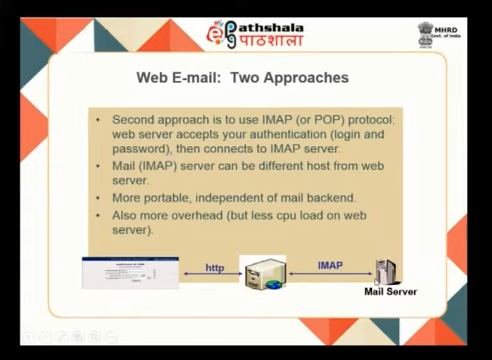 Pathshala
पाठशाला
MHRD
Govt. of India
Web E-mail: Two Approaches
• Second approach is to use IMAP (or POP) protocol:
web server accepts your authentication (login and
password), then connects to IMAP server.
• Mail (IMAP) server can be different host from web
server.
• More portable, independent of mail backend.
• Also more overhead (but less cpu load on web
server).
http
IMAP
Mail Server